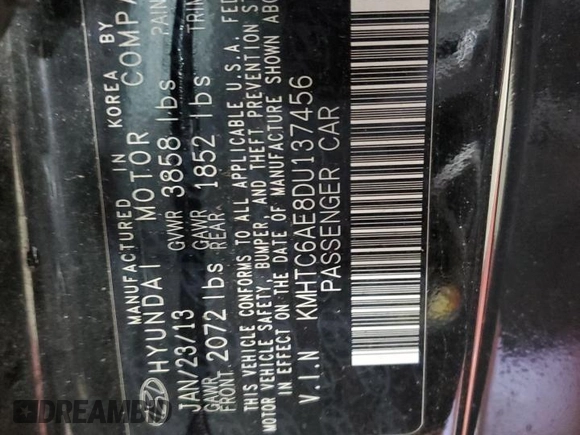 MANUFACTURED IN KOREA BY
HYUNDAI MOTOR COMPA
JAN/23/13 GVWR 3858 lbs PAIN
GAWR FRONT 2072 lbs GAWR REAR 1852 lbs TRIM
THIS VEHICLE CONFORMS TO ALL APPLICABLE U.S.A. FED
MOTOR VEHICLE SAFETY, BUMPER, AND THEFT PREVENTION S
IN EFFECT ON THE DATE OF MANUFACTURE SHOWN ABOV
V.I.N KMHTC6AE8DU137456
PASSENGER CAR